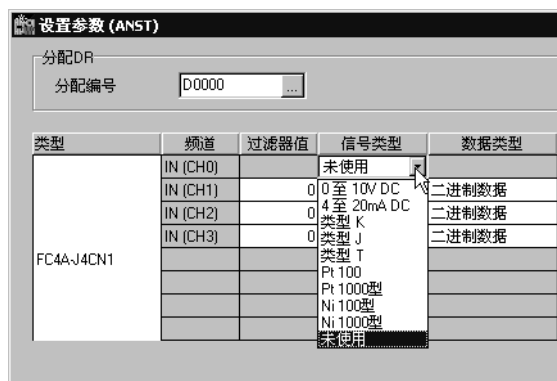 设置参数 (ANST)
分配DR
分配编号 D0000 ...
类型 频道 过滤器值 信号类型 数据类型
IN (CH0) 未使用
IN (CH1) 0 二进制数据
IN (CH2) 0 二进制数据
IN (CH3) 0 二进制数据
FC4A-J4CN1
0 至 10V DC
4 至 20mA DC
类型 K
类型 J
类型 T
Pt 100
Pt 1000型
Ni 100型
Ni 1000型
未使用